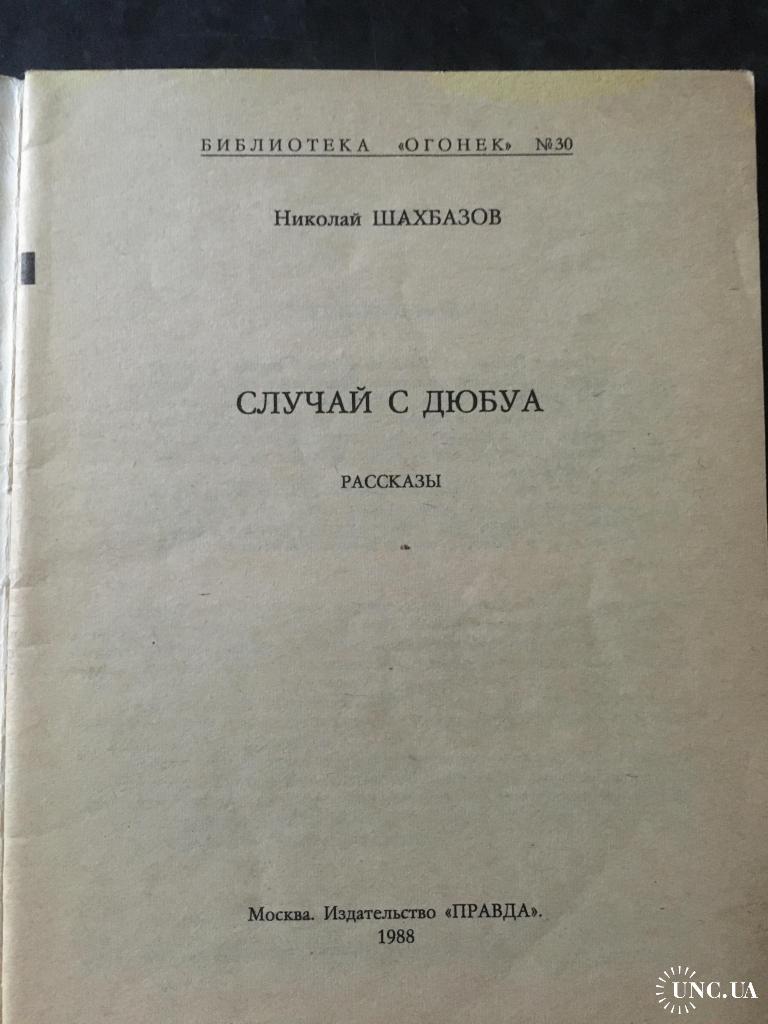 БИБЛИОТЕКА «ОГОНЕК» №30
Николай ШАХБАЗОВ
СЛУЧАЙ С ДЮБУА
РАССКАЗЫ
Москва. Издательство «ПРАВДА».
1988
UNC.UA